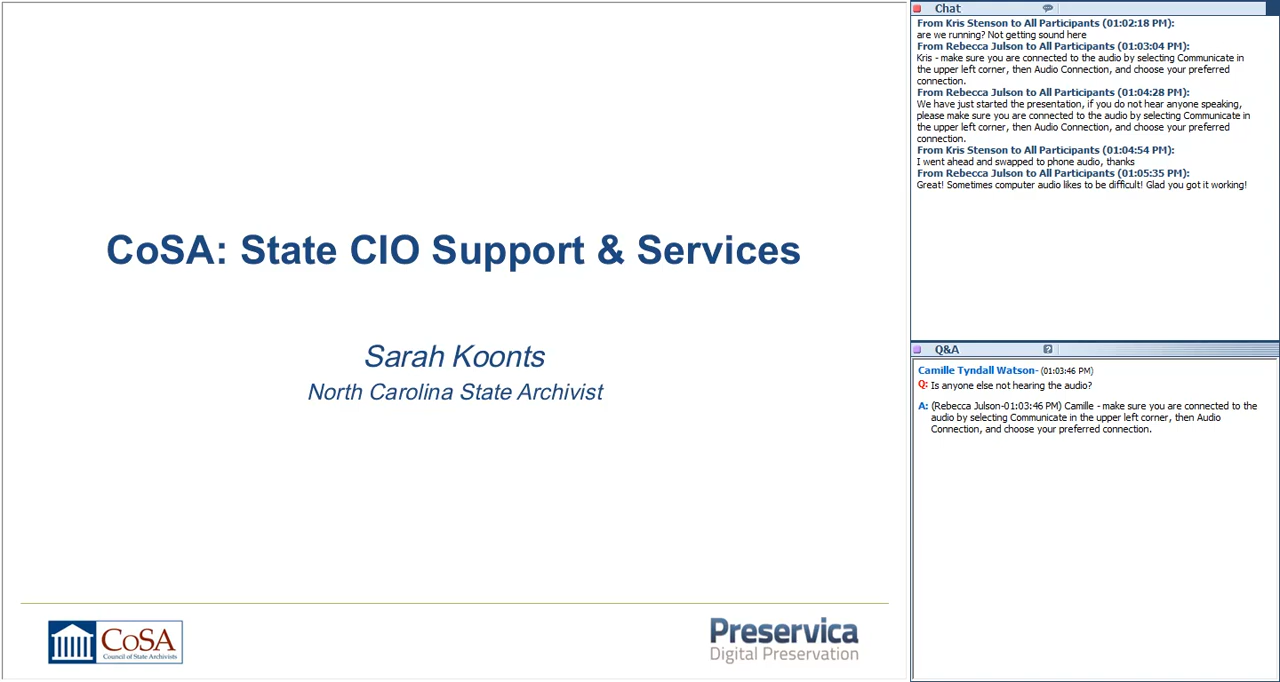 CoSA: State CIO Support & Services
Sarah Koonts
North Carolina State Archivist
CoSA
Council of State Archivists
Preservica
Digital Preservation
Chat
From Kris Stenson to All Participants (01:02:18 PM):
are we running? Not getting sound here
From Rebecca Julson to All Participants (01:03:04 PM):
Kris - make sure you are connected to the audio by selecting Communicate in
the upper left corner, then Audio Connection, and choose your preferred
connection.
From Rebecca Julson to All Participants (01:04:28 PM):
We have just started the presentation, if you do not hear anyone speaking,
please make sure you are connected to the audio by selecting Communicate in
the upper left corner, then Audio Connection, and choose your preferred
connection.
From Kris Stenson to All Participants (01:04:54 PM):
I went ahead and swapped to phone audio, thanks
From Rebecca Julson to All Participants (01:05:35 PM):
Great! Sometimes computer audio likes to be difficult! Glad you got it working!
Q&A
Camille Tyndall Watson- (01:03:46 PM)
Q: Is anyone else not hearing the audio?
A: (Rebecca Julson-01:03:46 PM) Camille - make sure you are connected to the
audio by selecting Communicate in the upper left corner, then Audio
Connection, and choose your preferred connection.